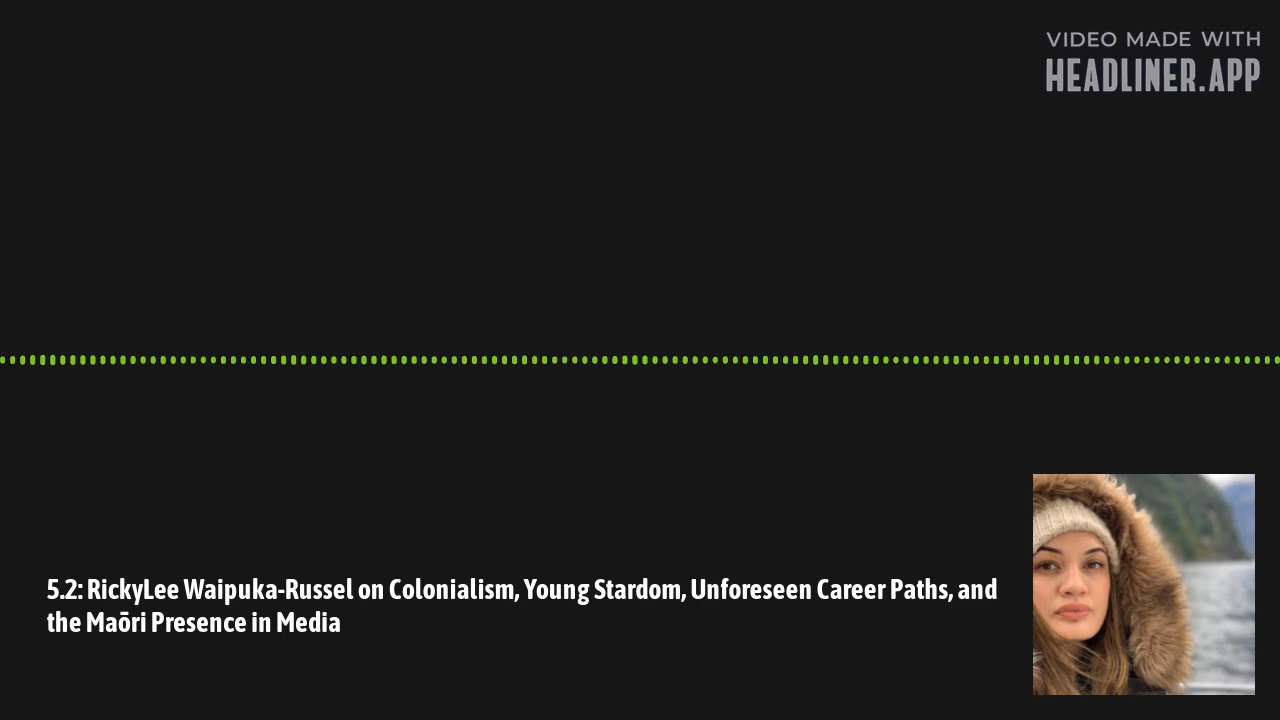 VIDEO MADE WITH
HEADLINER.APP
5.2: RickyLee Waipuka-Russel on Colonialism, Young Stardom, Unforeseen Career Paths, and
the Maōri Presence in Media